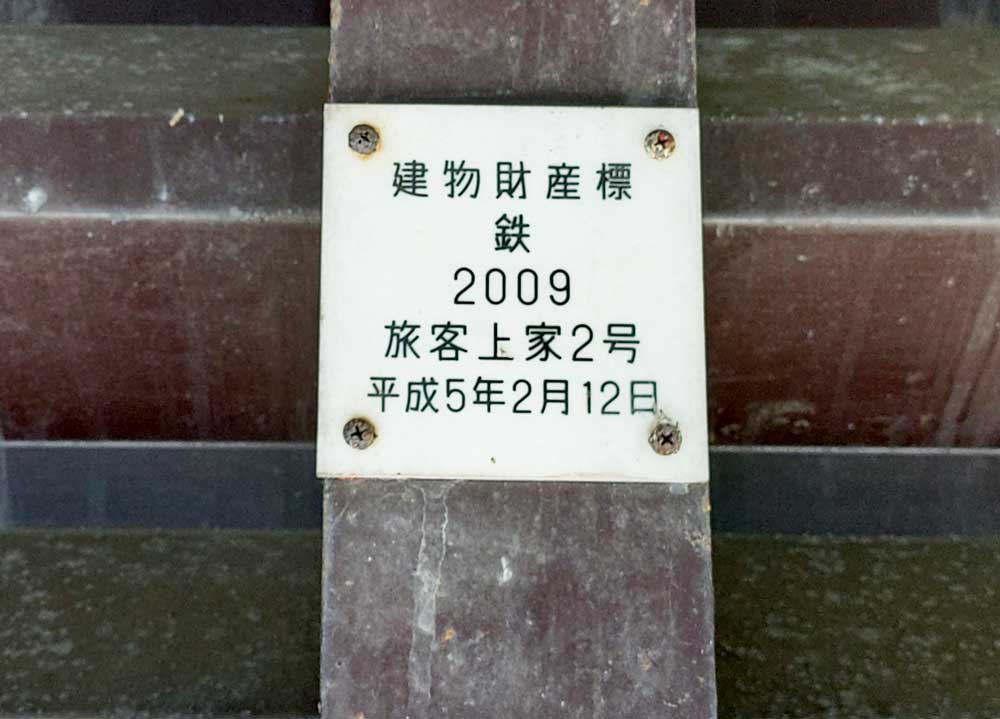 建物財産標
鉄
2009
旅客上家2号
平成5年2月12日